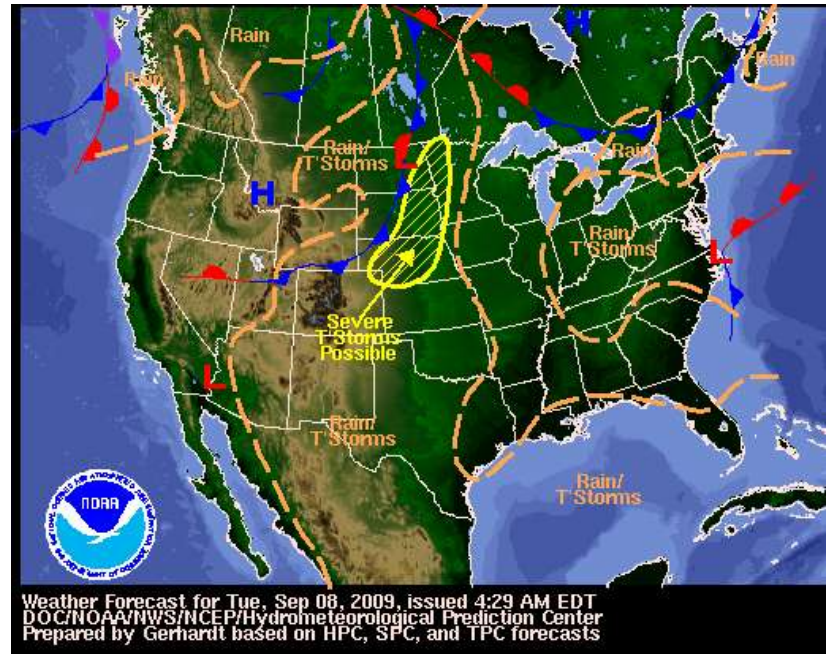 H
Rain
Rain
Rain
Rain/
T'Storms
L
Rain
H
Rain/
T'Storms
L
Severe
T'Storms
Possible
L
Rain/
T'Storms
Rain/
T'Storms
NOAA
Weather Forecast for Tue, Sep 08, 2009, issued 4:29 AM EDT
DOC/NOAA/NWS/NCEP/Hydrometeorological Prediction Center
Prepared by Gerhardt based on HPC, SPC, and TPC forecasts